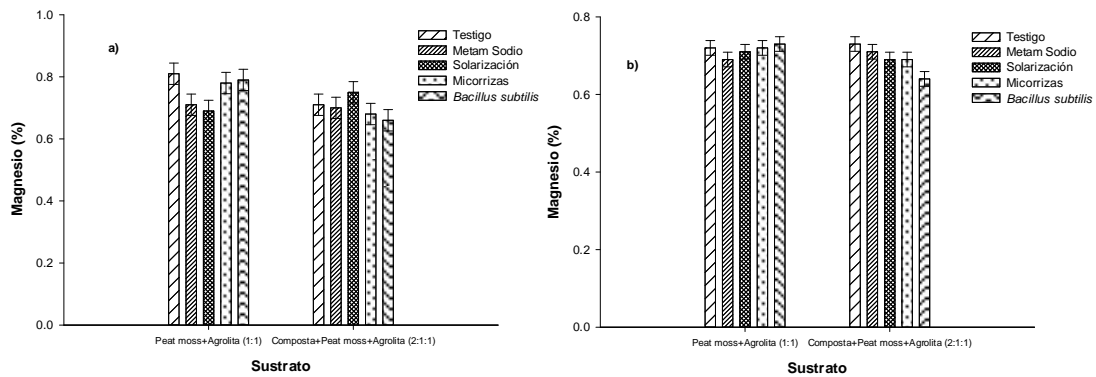 1.0
0.8
0.6
0.4
0.2
0.0
Magnesio (%)
a)
Testigo
Metam Sodio
Solarización
Micorrizas
Bacillus subtilis
Peat moss+Agrolita (1:1)
Composta+Peat moss+Agrolita (2:1:1)
Sustrato
0.8
0.6
0.4
0.2
0.0
Magnesio (%)
b)
Testigo
Metam Sodio
Solarización
Micorrizas
Bacillus subtilis
Peat moss+Agrolita (1:1)
Composta+Peat moss+Agrolita (2:1:1)
Sustrato